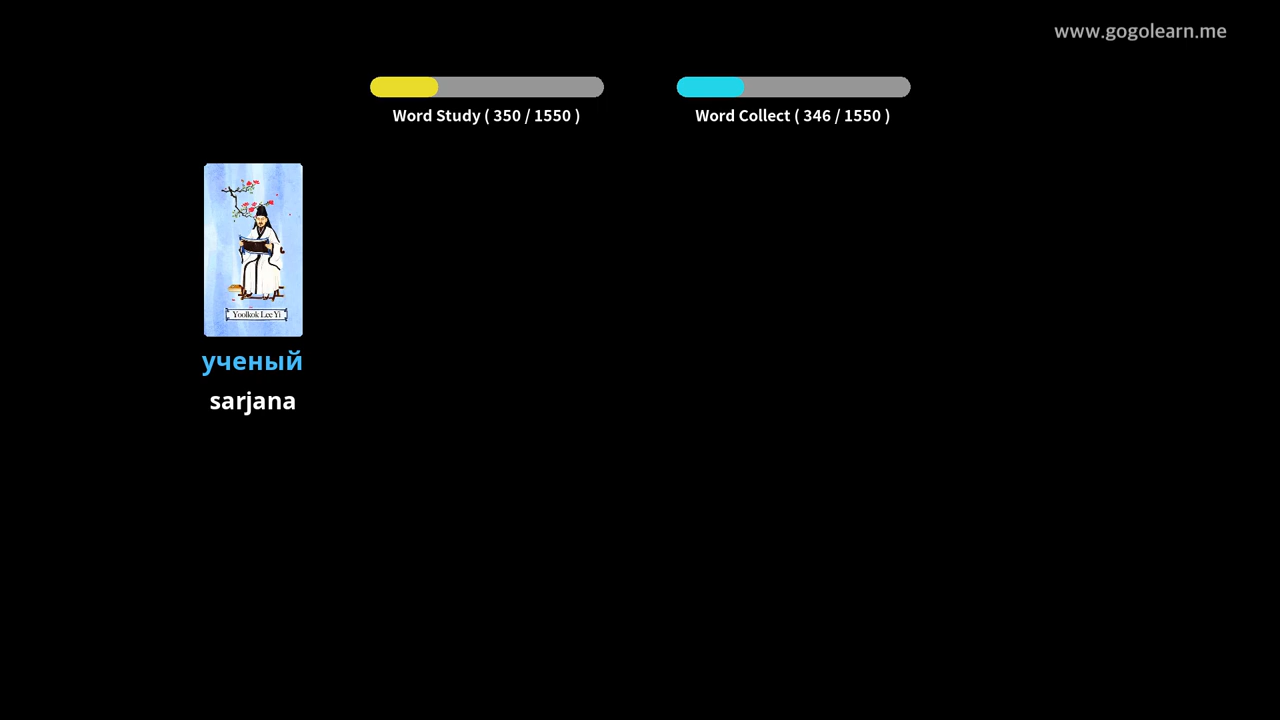 www.gogolearn.me
Word Study ( 350 / 1550 )
Word Collect ( 346 / 1550 )
Yoolkok Lee Yi
ученый
sarjana